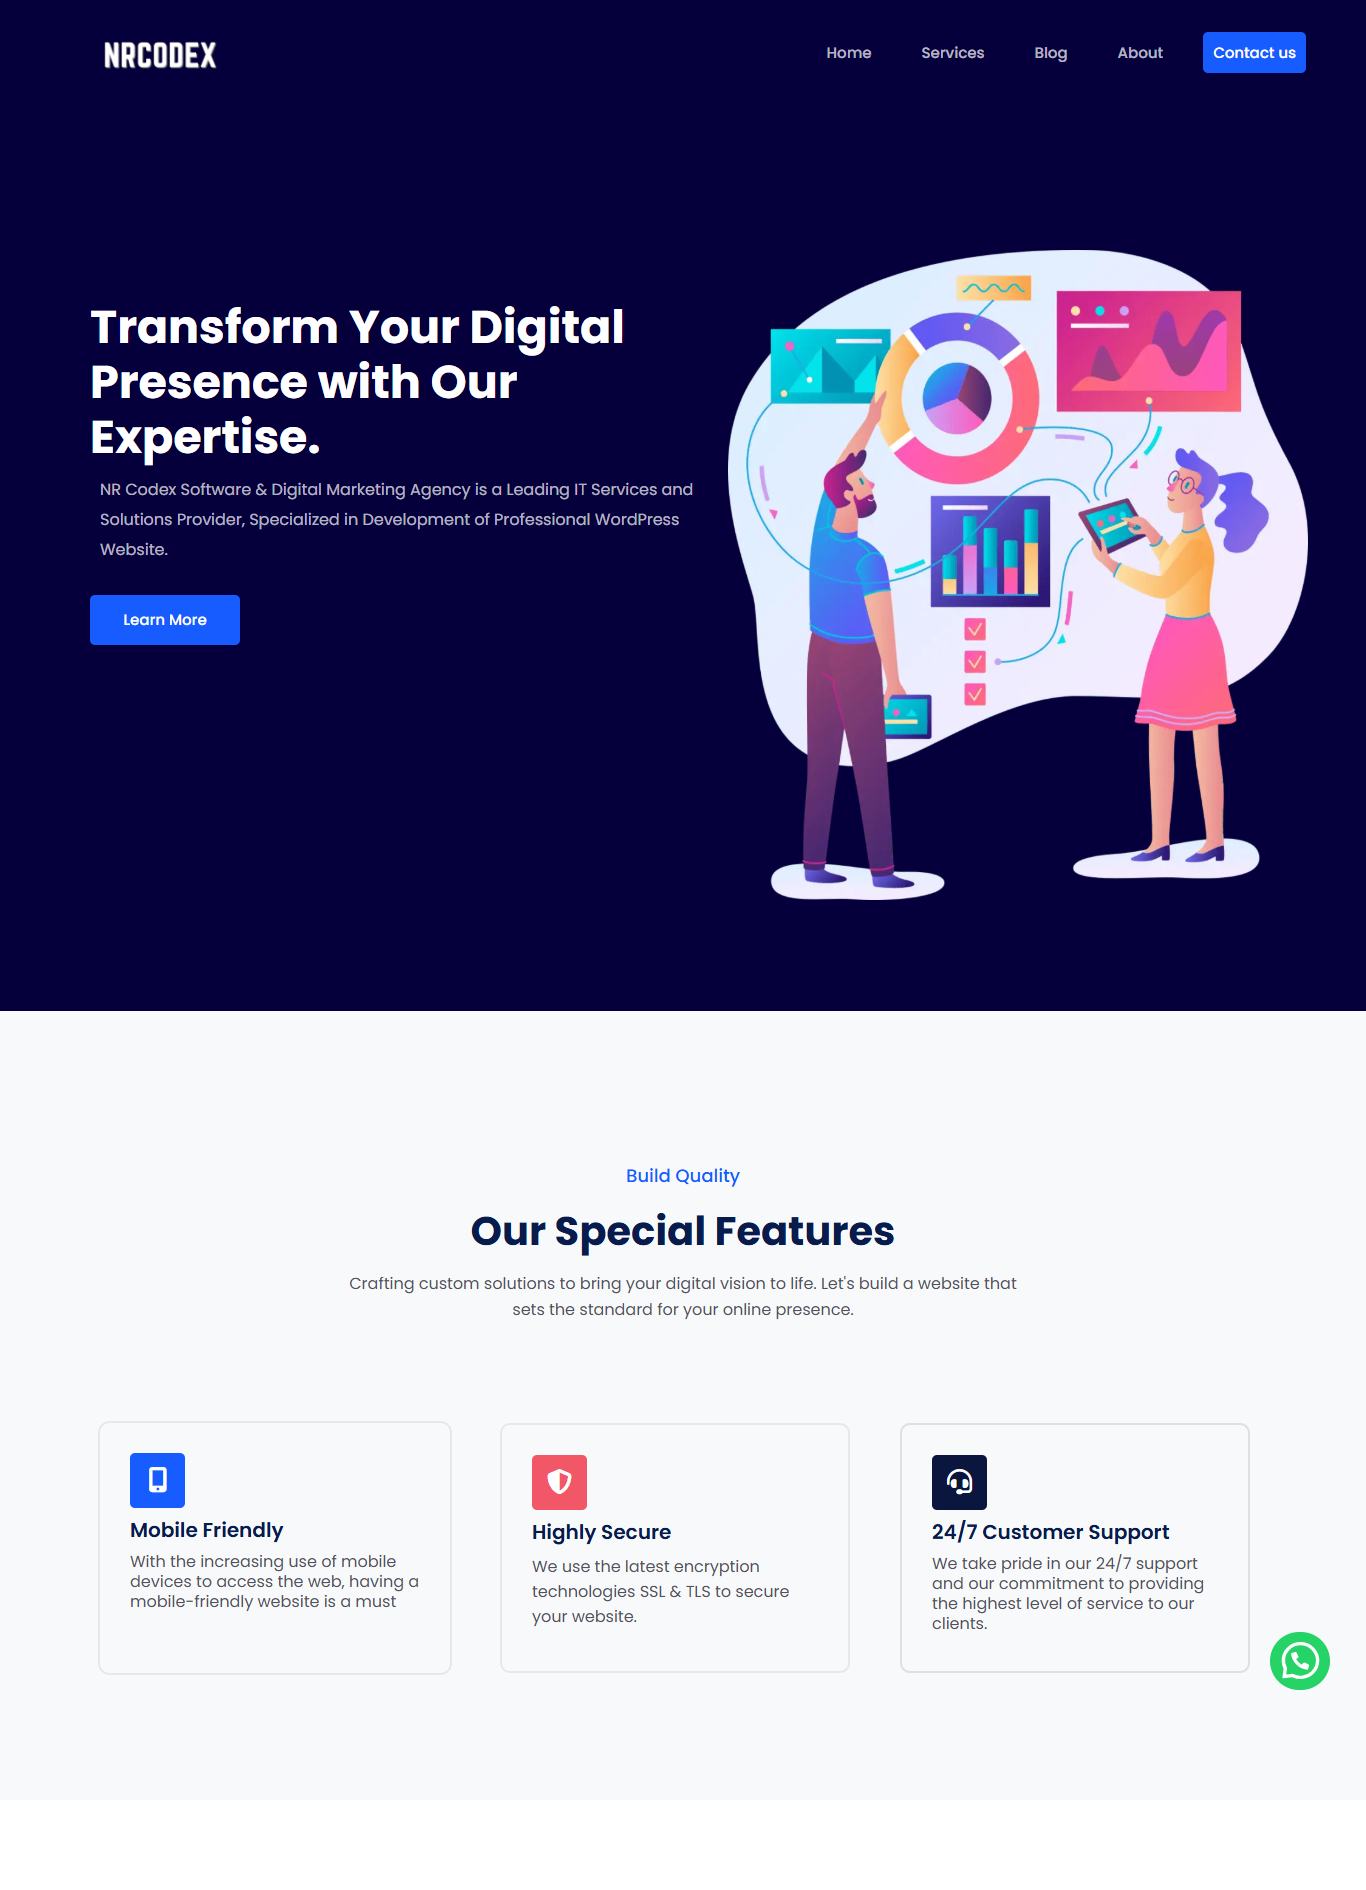 NRCODEX
Home
Services
Blog
About
Contact us
Transform Your Digital
Presence with Our
Expertise.
NR Codex Software & Digital Marketing Agency is a Leading IT Services and
Solutions Provider, Specialized in Development of Professional WordPress
Website.
Learn More
Build Quality
Our Special Features
Crafting custom solutions to bring your digital vision to life. Let's build a website that
sets the standard for your online presence.
Mobile Friendly
With the increasing use of mobile
devices to access the web, having a
mobile-friendly website is a must
Highly Secure
We use the latest encryption
technologies SSL & TLS to secure
your website.
24/7 Customer Support
We take pride in our 24/7 support
and our commitment to providing
the highest level of service to our
clients.